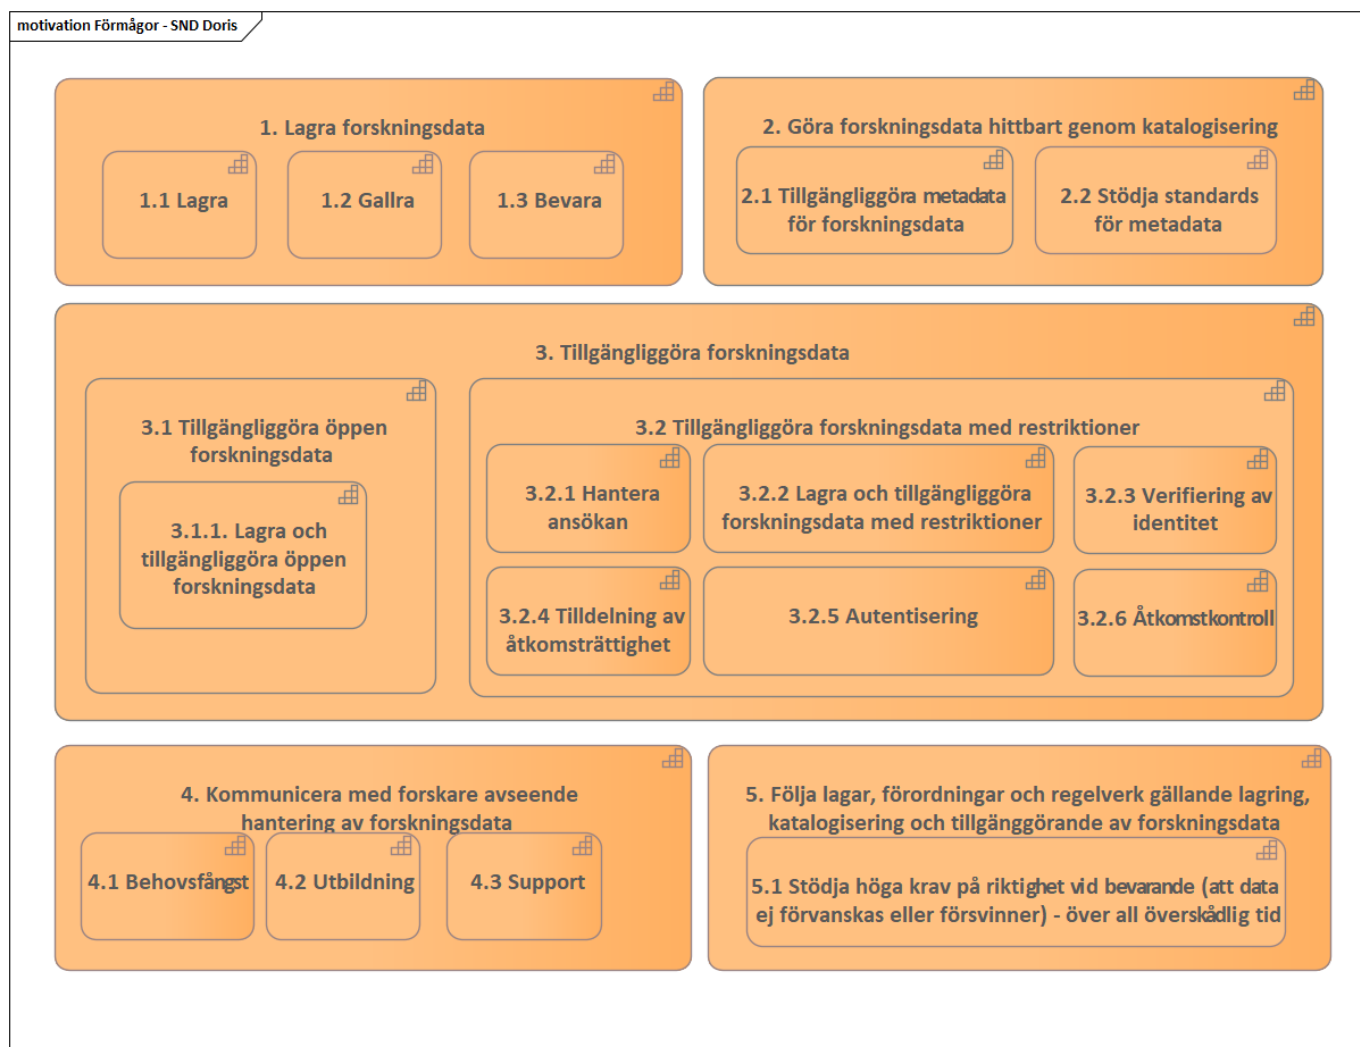 motivation Förmågor - SND Doris
1. Lagra forskningsdata
1.1 Lagra
1.2 Gallra
1.3 Bevara
2. Göra forskningsdata hittbart genom katalogisering
2.1 Tillgängliggöra metadata
för forskningsdata
2.2 Stödja standards
för metadata
3. Tillgängliggöra forskningsdata
3.1 Tillgängliggöra öppen
forskningsdata
3.1.1. Lagra och
tillgängliggöra öppen
forskningsdata
3.2 Tillgängliggöra forskningsdata med restriktioner
3.2.1 Hantera
ansökan
3.2.2 Lagra och tillgängliggöra
forskningsdata med restriktioner
3.2.3 Verifiering av
identitet
3.2.4 Tilldelning av
åtkomsträttighet
3.2.5 Autentisering
3.2.6 Åtkomstkontroll
4. Kommunicera med forskare avseende
hantering av forskningsdata
4.1 Behovsfångst
4.2 Utbildning
4.3 Support
5. Följa lagar, förordningar och regelverk gällande lagring,
katalogisering och tillgänggörande av forskningsdata
5.1 Stödja höga krav på riktighet vid bevarande (att data
ej förvanskas eller försvinner) - över all överskådlig tid